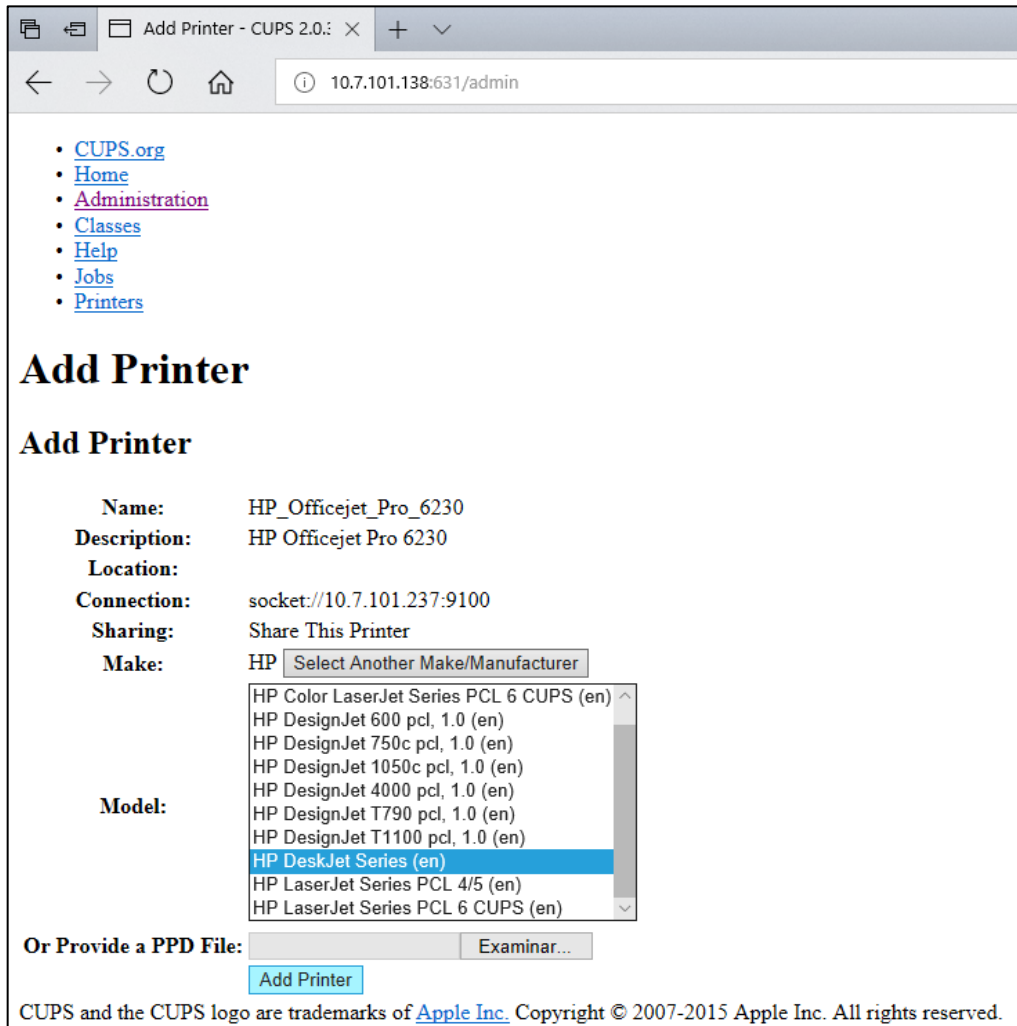 Add Printer - CUPS 2.0.3
10.7.101.138:631/admin
CUPS.org
Home
Administration
Classes
Help
Jobs
Printers
Add Printer
Add Printer
Name: HP_Officejet_Pro_6230
Description: HP Officejet Pro 6230
Location:
Connection: socket://10.7.101.237:9100
Sharing: Share This Printer
Make: HP Select Another Make/Manufacturer
HP Color LaserJet Series PCL 6 CUPS (en)
HP DesignJet 600 pcl, 1.0 (en)
HP DesignJet 750c pcl, 1.0 (en)
HP DesignJet 1050c pcl, 1.0 (en)
HP DesignJet 4000 pcl, 1.0 (en)
Model:
HP DesignJet T790 pcl, 1.0 (en)
HP DesignJet T1100 pcl, 1.0 (en)
HP DeskJet Series (en)
HP LaserJet Series PCL 4/5 (en)
HP LaserJet Series PCL 6 CUPS (en)
Or Provide a PPD File: Examinar...
Add Printer
CUPS and the CUPS logo are trademarks of Apple Inc. Copyright © 2007-2015 Apple Inc. All rights reserved.